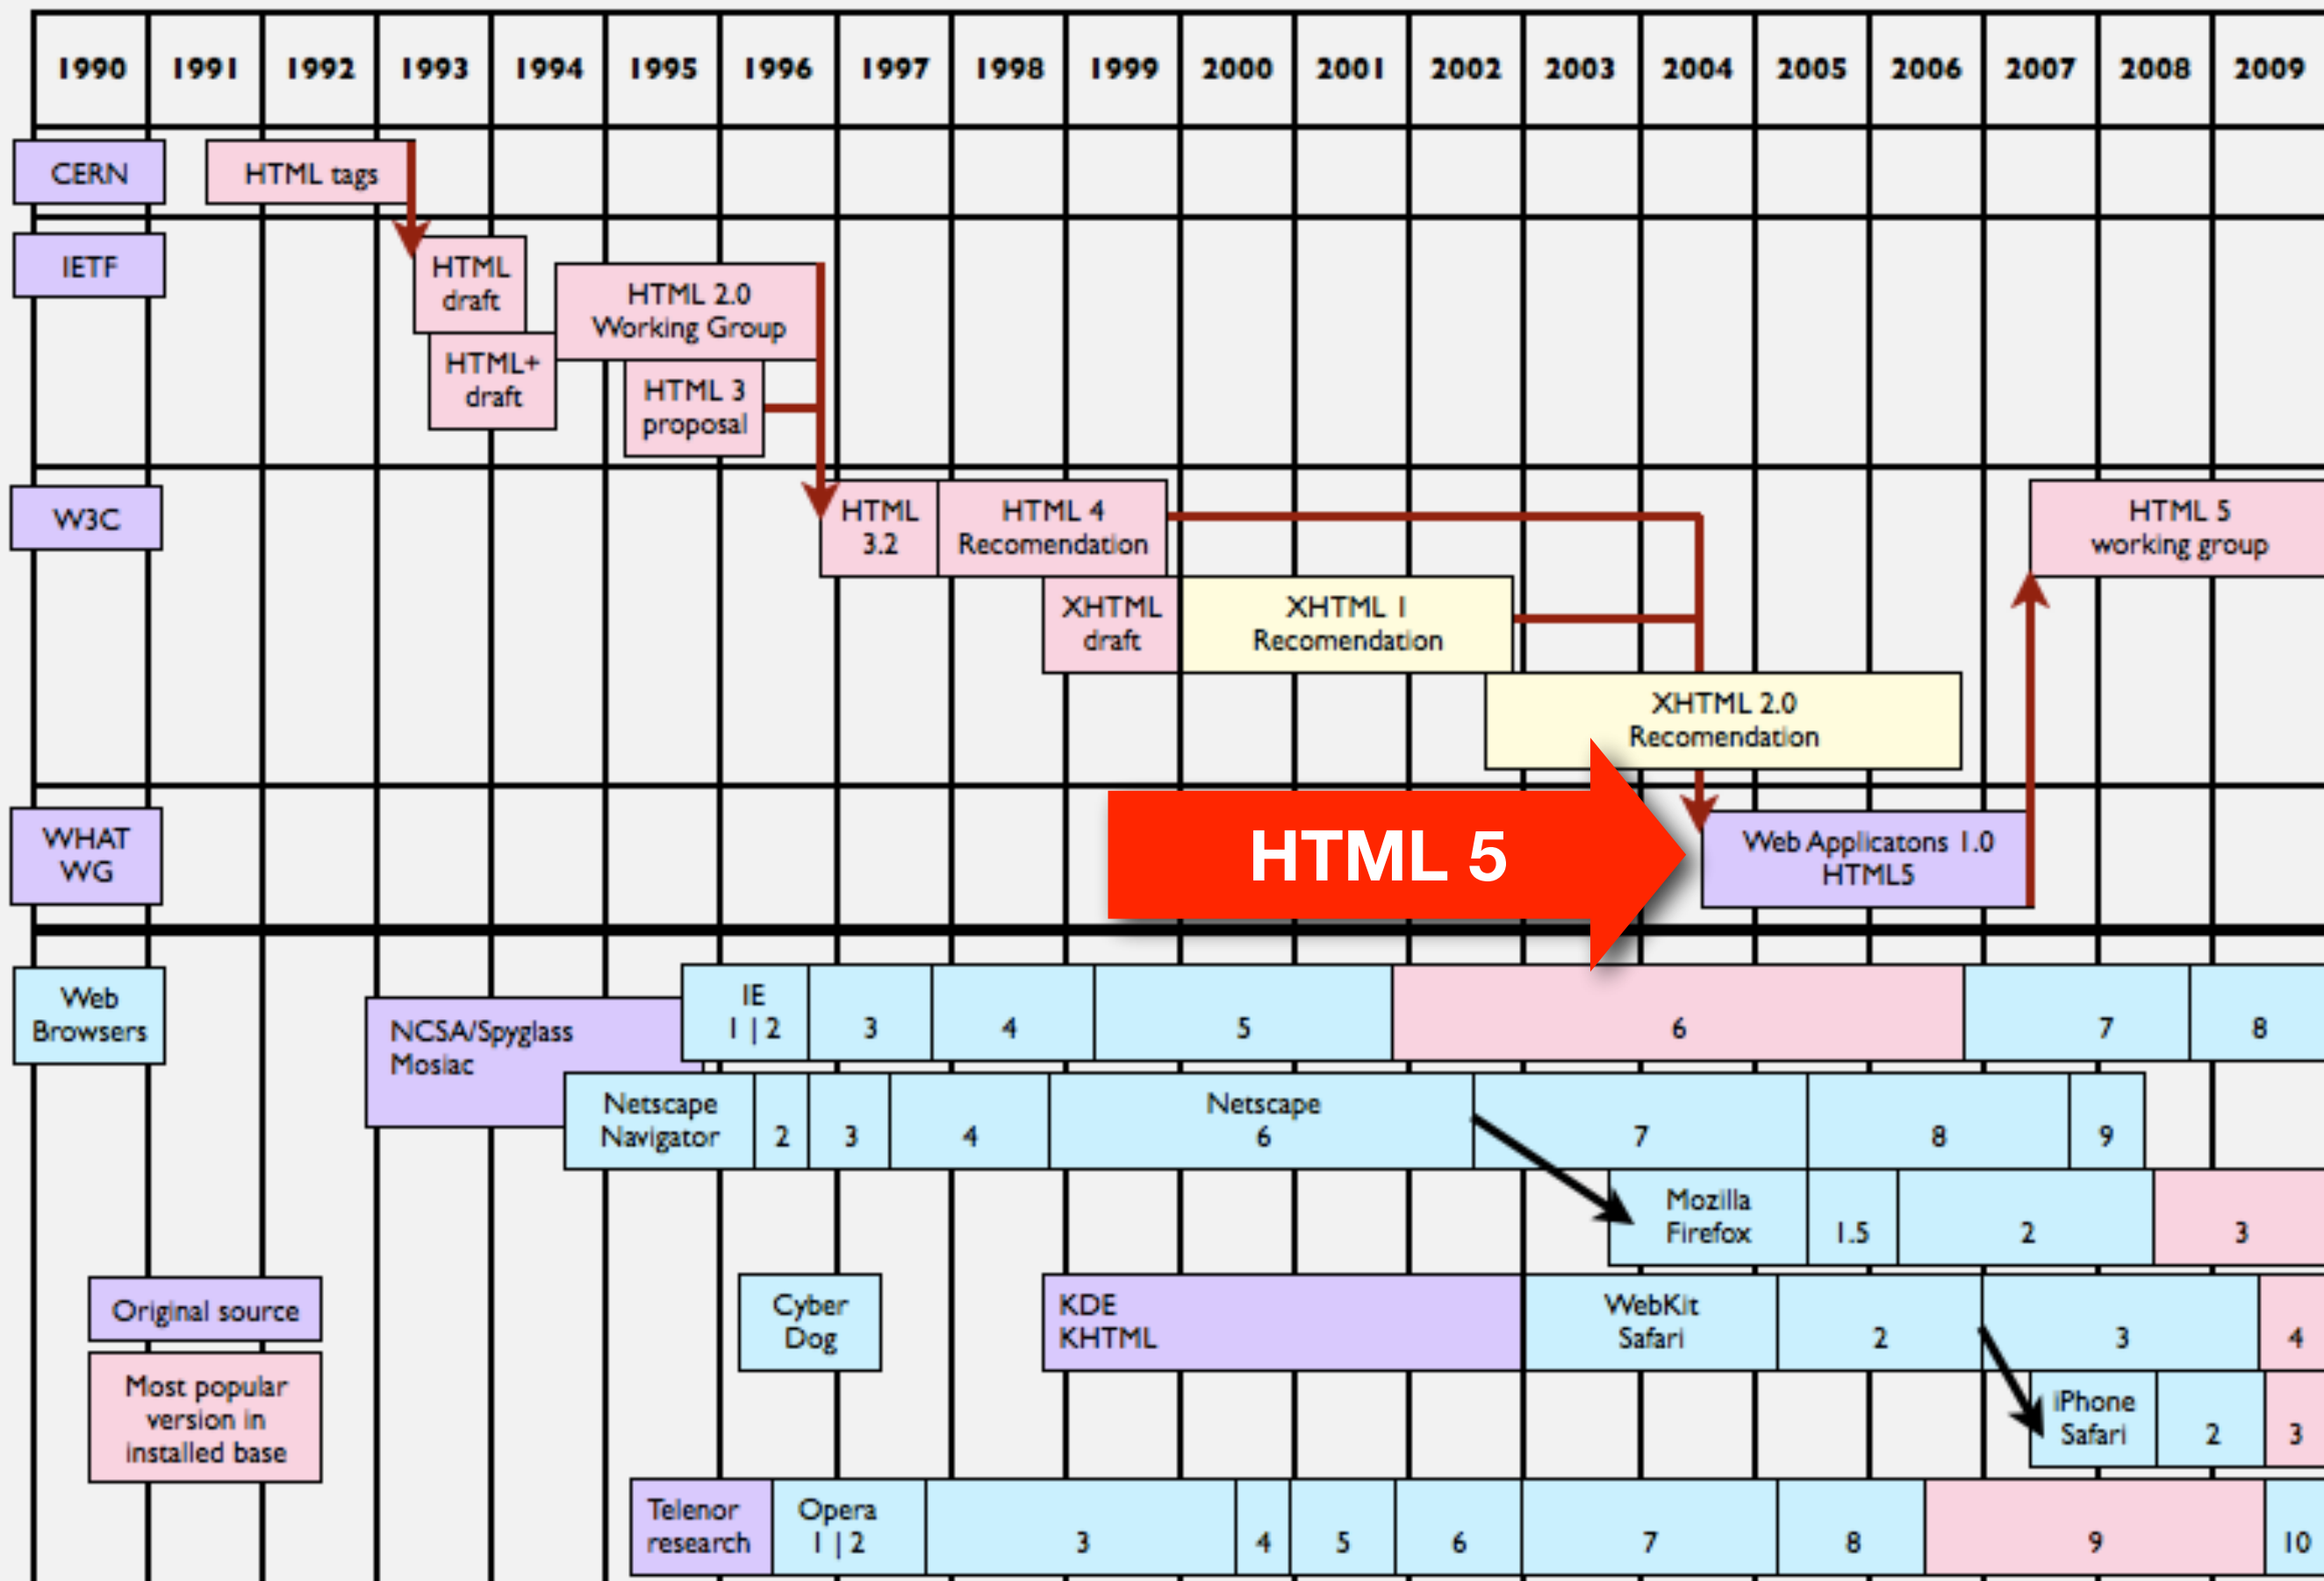 1990 1991 1992 1993 1994 1995 1996 1997 1998 1999 2000 2001 2002 2003 2004 2005 2006 2007 2008 2009
CERN
HTML tags
IETF
HTML
draft
HTML 2.0
Working Group
HTML+
draft
HTML 3
proposal
W3C
HTML
3.2
HTML 4
Recomendation
HTML 5
working group
XHTML
draft
XHTML 1
Recomendation
XHTML 2.0
Recomendation
WHAT
WG
HTML 5
Web Applicatons 1.0
HTML5
Web
Browsers
NCSA/Spyglass
Mosiac
IE
1 | 2
3
4
5
6
7
8
Netscape
Navigator
2
3
4
Netscape
6
7
8
9
Mozilla
Firefox
1.5
2
3
Original source
Cyber
Dog
KDE
KHTML
WebKit
Safari
2
3
4
Most popular
version in
installed base
iPhone
Safari
2
3
Telenor
research
Opera
1 | 2
3
4
5
6
7
8
9
10